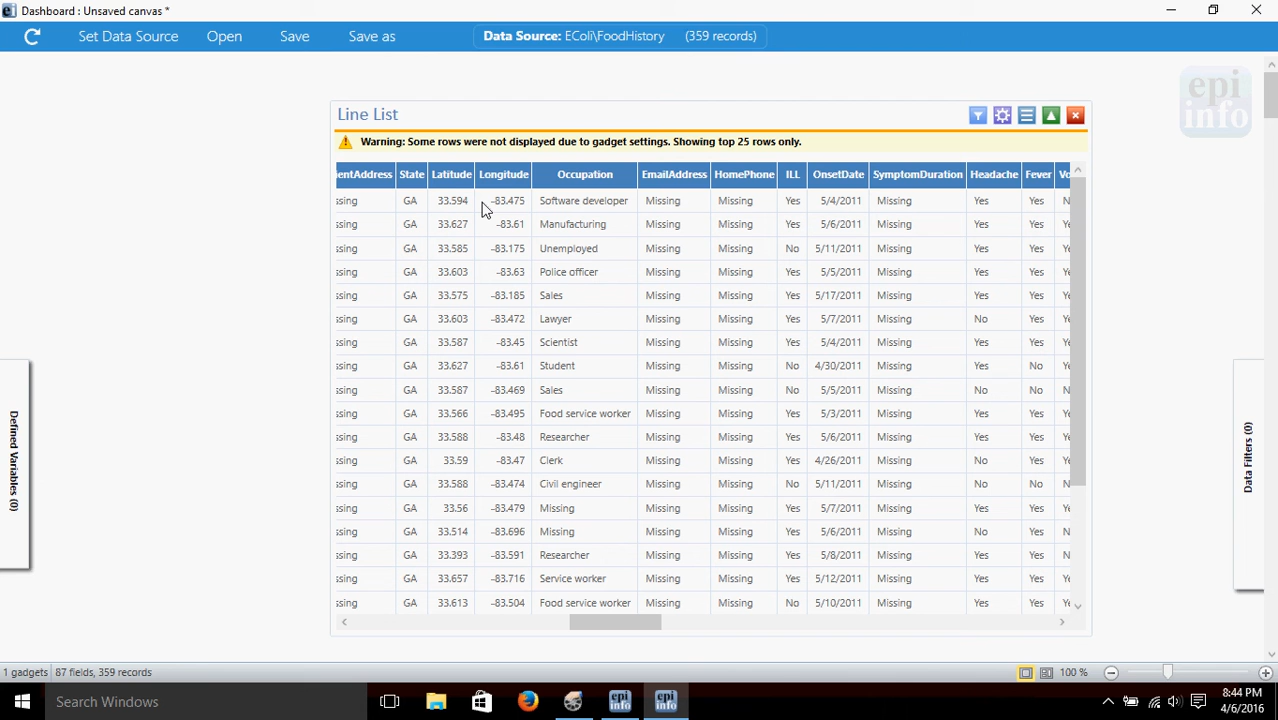 Dashboard : Unsaved canvas *
Set Data Source Open Save Save as Data Source: EColi\FoodHistory (359 records)
epi info
Line List
Warning: Some rows were not displayed due to gadget settings. Showing top 25 rows only.
ientAddress State Latitude Longitude Occupation EmailAddress HomePhone ILL OnsetDate SymptomDuration Headache Fever Vo
ssing GA 33.594 -83.475 Software developer Missing Missing Yes 5/4/2011 Missing Yes Yes N
ssing GA 33.627 -83.61 Manufacturing Missing Missing Yes 5/6/2011 Missing Yes Yes Ye
ssing GA 33.585 -83.175 Unemployed Missing Missing No 5/11/2011 Missing Yes Yes Ye
ssing GA 33.603 -83.63 Police officer Missing Missing Yes 5/5/2011 Missing Yes Yes Ye
ssing GA 33.575 -83.185 Sales Missing Missing Yes 5/17/2011 Missing Yes Yes Ye
ssing GA 33.603 -83.472 Lawyer Missing Missing Yes 5/7/2011 Missing No Yes Ye
ssing GA 33.587 -83.45 Scientist Missing Missing Yes 5/4/2011 Missing Yes Yes Ye
ssing GA 33.627 -83.61 Student Missing Missing No 4/30/2011 Missing Yes No Ye
ssing GA 33.587 -83.469 Sales Missing Missing No 5/5/2011 Missing No No Ye
ssing GA 33.566 -83.495 Food service worker Missing Missing Yes 5/3/2011 Missing Yes Yes Ye
ssing GA 33.588 -83.48 Researcher Missing Missing Yes 5/6/2011 Missing Yes Yes Ye
ssing GA 33.59 -83.47 Clerk Missing Missing Yes 4/26/2011 Missing No Yes Ye
ssing GA 33.588 -83.474 Civil engineer Missing Missing No 5/11/2011 Missing No No N
ssing GA 33.56 -83.479 Missing Missing Missing Yes 5/7/2011 Missing Yes Yes Ye
ssing GA 33.514 -83.696 Missing Missing Missing Yes 5/6/2011 Missing No Yes Ye
ssing GA 33.393 -83.591 Researcher Missing Missing Yes 5/8/2011 Missing Yes Yes Ye
ssing GA 33.657 -83.716 Service worker Missing Missing Yes 5/12/2011 Missing Yes Yes Ye
ssing GA 33.613 -83.504 Food service worker Missing Missing No 5/10/2011 Missing Yes Yes Ye
Defined Variables (0)
Data Filters (0)
1 gadgets 87 fields, 359 records 100 %
Search Windows epi info epi info 8:44 PM
4/6/2016